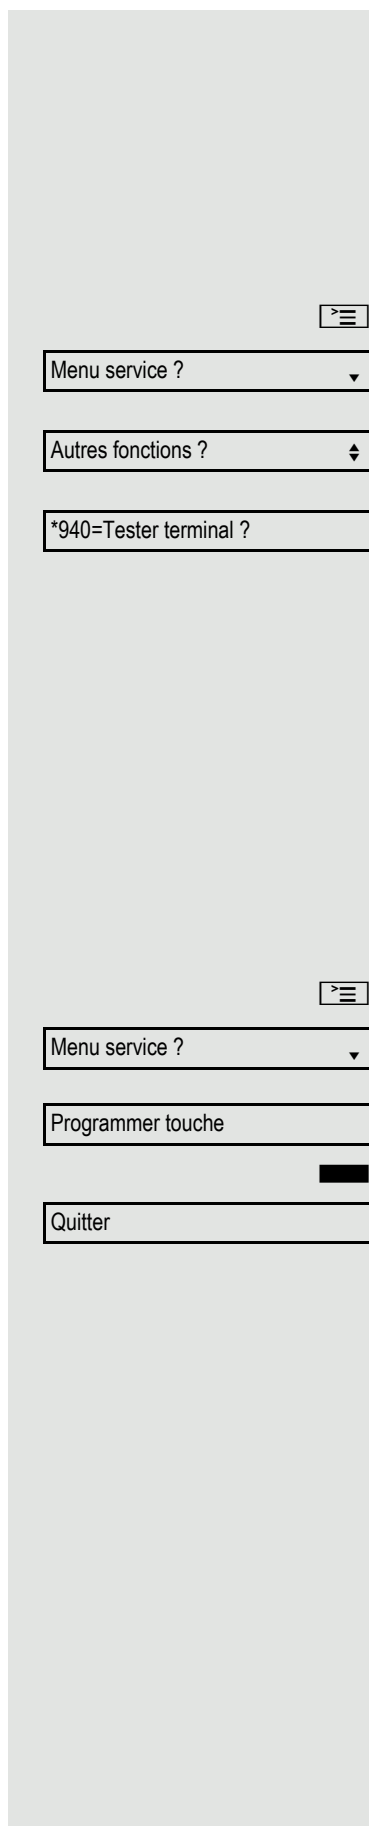 Menu service ?
Autres fonctions ?
*940=Tester terminal ?
Menu service ?
Programmer touche
Quitter